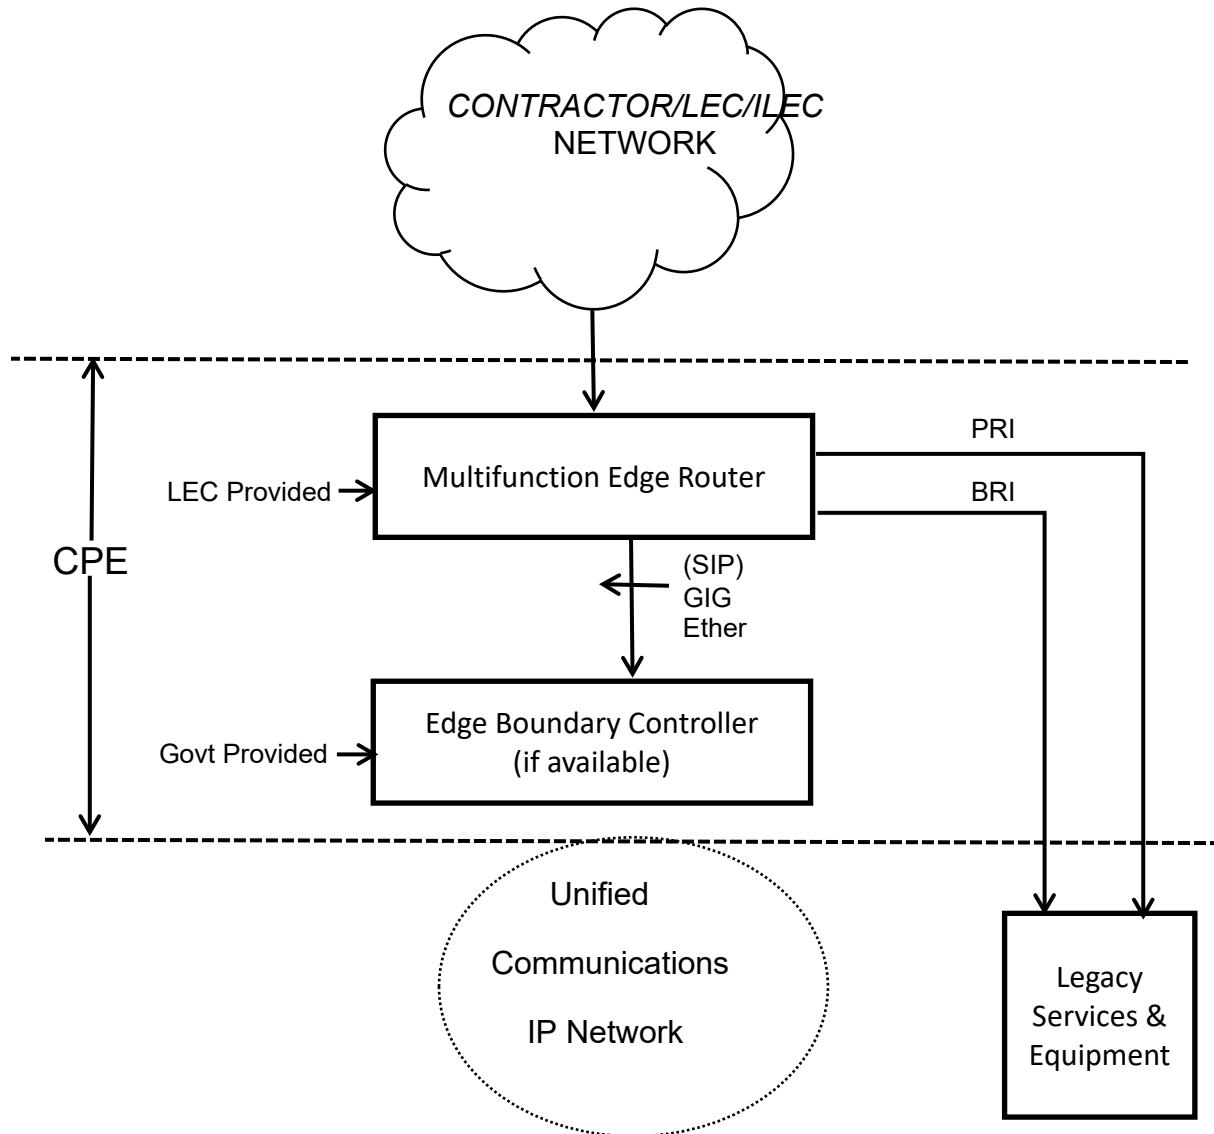 CONTRACTOR/LEC/ILEC
NETWORK
PRI
Multifunction Edge Router
LEC Provided
BRI
CPE
(SIP)
GIG
Ether
Edge Boundary Controller
(if available)
Govt Provided
Unified
Communications
IP Network
Legacy
Services &
Equipment